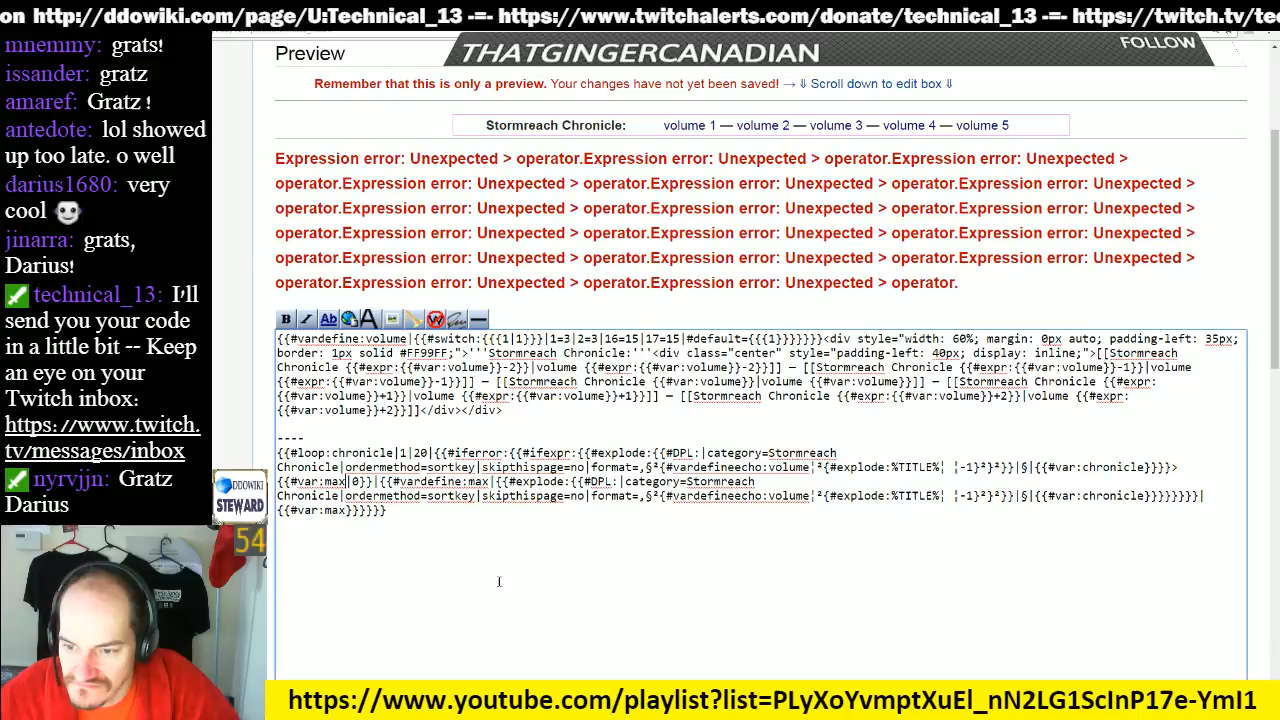 on http://ddowiki.com/page/U:Technical_13 -=- https://www.twitchalerts.com/donate/technical_13 -=- https://twitch.tv/te
mnemmy: grats!
issander: gratz
amaref: Gratz !
antedote: lol showed
up too late. o well
darius1680: very
cool
jinarra: grats,
Darius!
technical_13: I'll
send you your code
in a little bit -- Keep
an eye on your
Twitch inbox:
https://www.twitch.
tv/messages/inbox
nyrvjjn: Gratz
Darius
DDOWIKI
STEWARD
54
Preview
THATGINGERCANADIAN
FOLLOW
Remember that this is only a preview. Your changes have not yet been saved! → ⇓ Scroll down to edit box ⇓
Stormreach Chronicle: volume 1 — volume 2 — volume 3 — volume 4 — volume 5
Expression error: Unexpected > operator.Expression error: Unexpected > operator.Expression error: Unexpected >
operator.Expression error: Unexpected > operator.Expression error: Unexpected > operator.Expression error: Unexpected >
operator.Expression error: Unexpected > operator.Expression error: Unexpected > operator.Expression error: Unexpected >
operator.Expression error: Unexpected > operator.Expression error: Unexpected > operator.Expression error: Unexpected >
operator.Expression error: Unexpected > operator.Expression error: Unexpected > operator.Expression error: Unexpected >
operator.Expression error: Unexpected > operator.Expression error: Unexpected > operator.
B I Ab A W
{{#vardefine:volume|{{#switch:{{{1|1}}}|1=3|2=3|16=15|17=15|#default={{{1}}}}}}}<div style="width: 60%; margin: 0px auto; padding-left: 35px;
border: 1px solid #FF99FF;">'''Stormreach Chronicle:'''<div class="center" style="padding-left: 40px; display: inline;">[[Stormreach
Chronicle {{#expr:{{#var:volume}}-2}}|volume {{#expr:{{#var:volume}}-2}}]] — [[Stormreach Chronicle {{#expr:{{#var:volume}}-1}}|volume
{{#expr:{{#var:volume}}-1}}]] — [[Stormreach Chronicle {{#var:volume}}|volume {{#var:volume}}]] — [[Stormreach Chronicle {{#expr:
{{#var:volume}}+1}}|volume {{#expr:{{#var:volume}}+1}}]] — [[Stormreach Chronicle {{#expr:{{#var:volume}}+2}}|volume {{#expr:
{{#var:volume}}+2}}]]</div></div>
----
{{#loop:chronicle|1|20|{{#iferror:{{#ifexpr:{{#explode:{{#DPL:|category=Stormreach
Chronicle|ordermethod=sortkey|skipthispage=no|format=,§²{#vardefineecho:volume¦²{#explode:%TITLE%¦ ¦-1}²}²}}|§|{{#var:chronicle}}}}>
{{#var:max|0}}|{{#vardefine:max|{{#explode:{{#DPL:|category=Stormreach
Chronicle|ordermethod=sortkey|skipthispage=no|format=,§²{#vardefineecho:volume¦²{#explode:%TITLE%¦ ¦-1}²}²}}|§|{{#var:chronicle}}}}}}}}|
{{#var:max}}}}}}
https://www.youtube.com/playlist?list=PLyXoYvmptXuEl_nN2LG1ScInP17e-YmI1